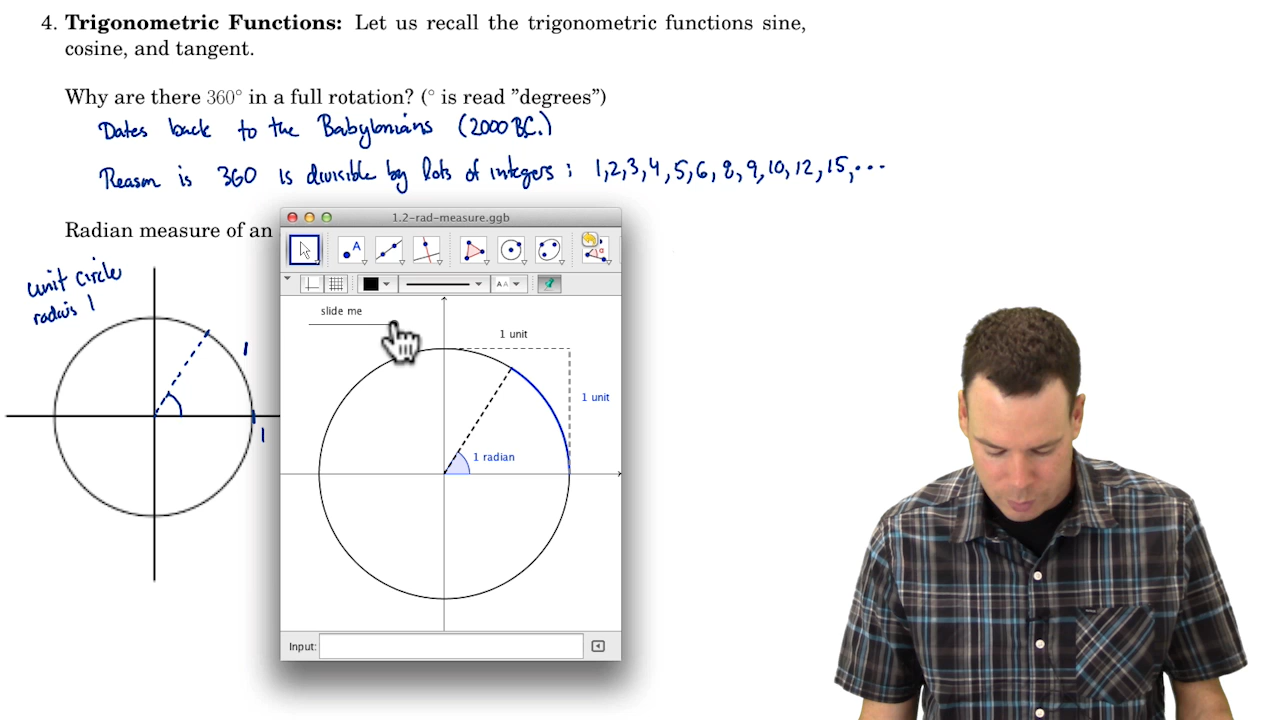 4. Trigonometric Functions: Let us recall the trigonometric functions sine,
cosine, and tangent.
Why are there 360° in a full rotation? (° is read ”degrees”)
Dates back to the Babylonians (2000 B.C.)
Reason is 360 is divisible by lots of integers: 1,2,3,4,5,6,8,9,10,12,15,...
Radian measure of an
unit circle
radius 1
1
1
1.2-rad-measure.ggb
A
α
A A
slide me
1 unit
1 unit
1 radian
Input: